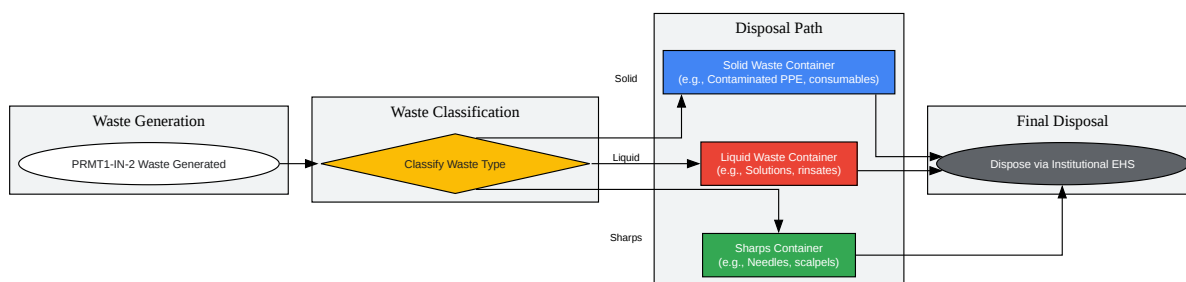 Waste Generation
PRMT1-IN-2 Waste Generated
Waste Classification
Classify Waste Type
Solid
Liquid
Sharps
Disposal Path
Solid Waste Container
(e.g., Contaminated PPE, consumables)
Liquid Waste Container
(e.g., Solutions, rinsates)
Sharps Container
(e.g., Needles, scalpels)
Final Disposal
Dispose via Institutional EHS